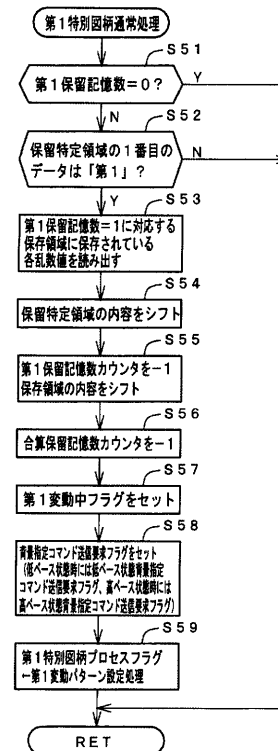 第1特別図柄通常処理
S51
第1保留記憶数=0?
Y
N
S52
保留特定領域の1番目の
データは「第1」?
N
Y
S53
第1保留記憶数=1に対応する
保存領域に保存されている
各乱数値を読み出す
S54
保留特定領域の内容をシフト
S55
第1保留記憶数カウンタを-1
保存領域の内容をシフト
S56
合算保留記憶数カウンタを-1
S57
第1変動中フラグをセット
S58
背景指定コマンド送信要求フラグをセット
(低ベース状態時には低ベース状態背景指定
コマンド送信要求フラグ、高ベース状態時には
高ベース状態背景指定コマンド送信要求フラグ)
S59
第1特別図柄プロセスフラグ
←第1変動パターン設定処理
RET